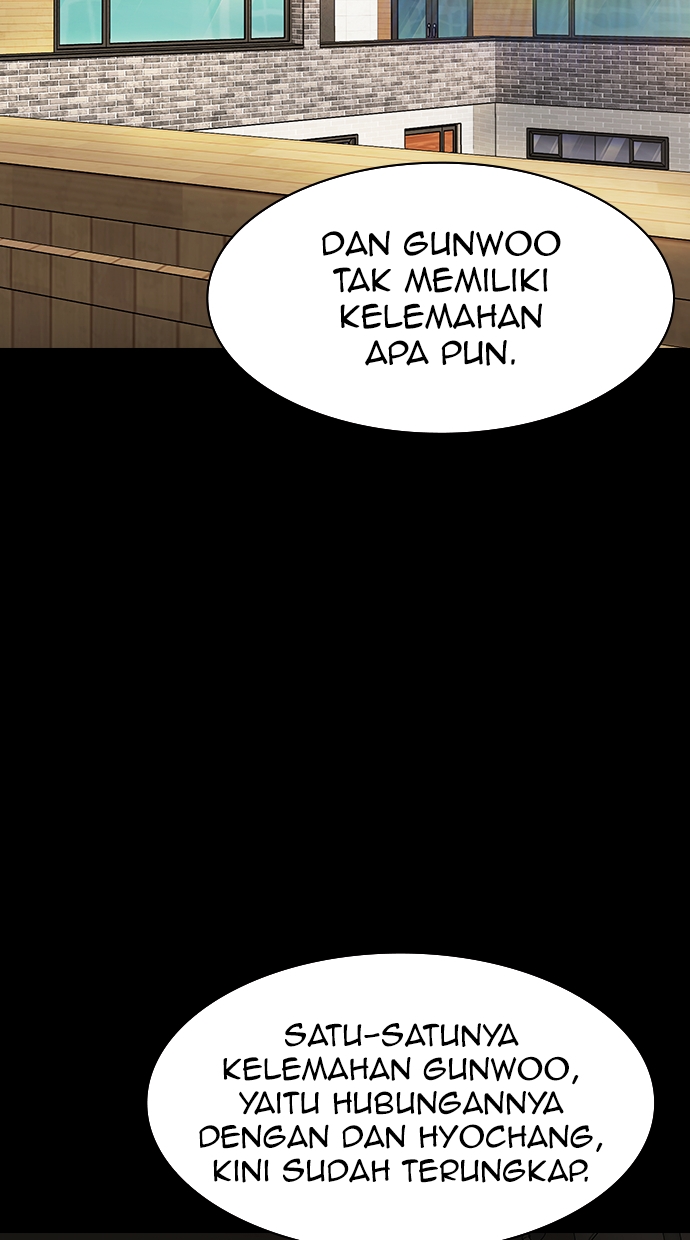 DAN GUNWOO
TAK MEMILIKI
KELEMAHAN
APA PUN.
SATU-SATUNYA
KELEMAHAN GUNWOO,
YAITU HUBUNGANNYA
DENGAN DAN HYOCHANG,
KINI SUDAH TERUNGKAP.